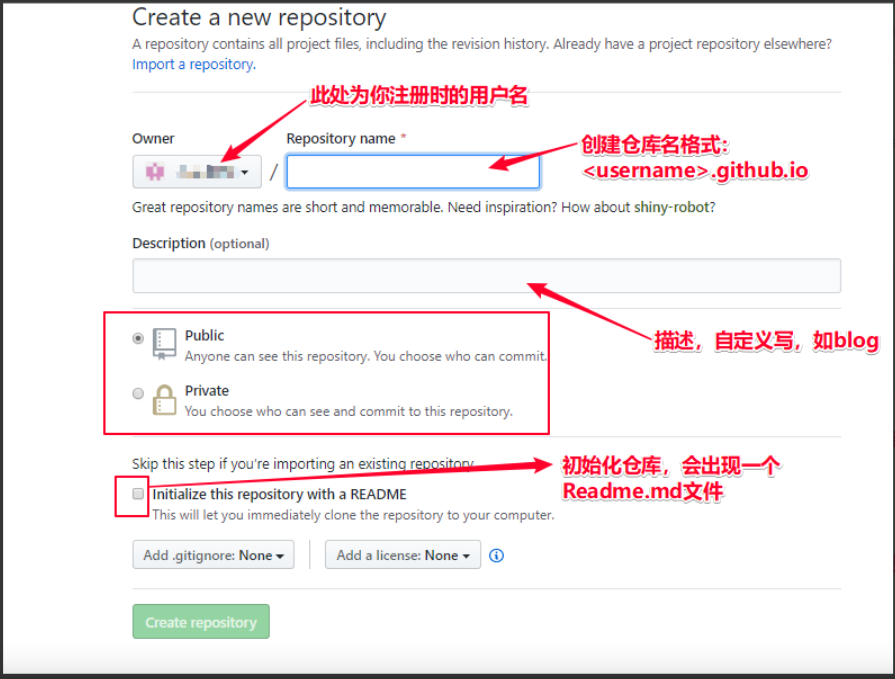 Create a new repository
A repository contains all project files, including the revision history. Already have a project repository elsewhere?
Import a repository.
此处为你注册时的用户名
Owner
Repository name *
创建仓库名格式:
<username>.github.io
/
Great repository names are short and memorable. Need inspiration? How about shiny-robot?
Description (optional)
描述，自定义写，如blog
Public
Anyone can see this repository. You choose who can commit.
Private
You choose who can see and commit to this repository.
Skip this step if you're importing an existing repository.
初始化仓库，会出现一个
Readme.md文件
Initialize this repository with a README
This will let you immediately clone the repository to your computer.
Add .gitignore: None
Add a license: None
Create repository